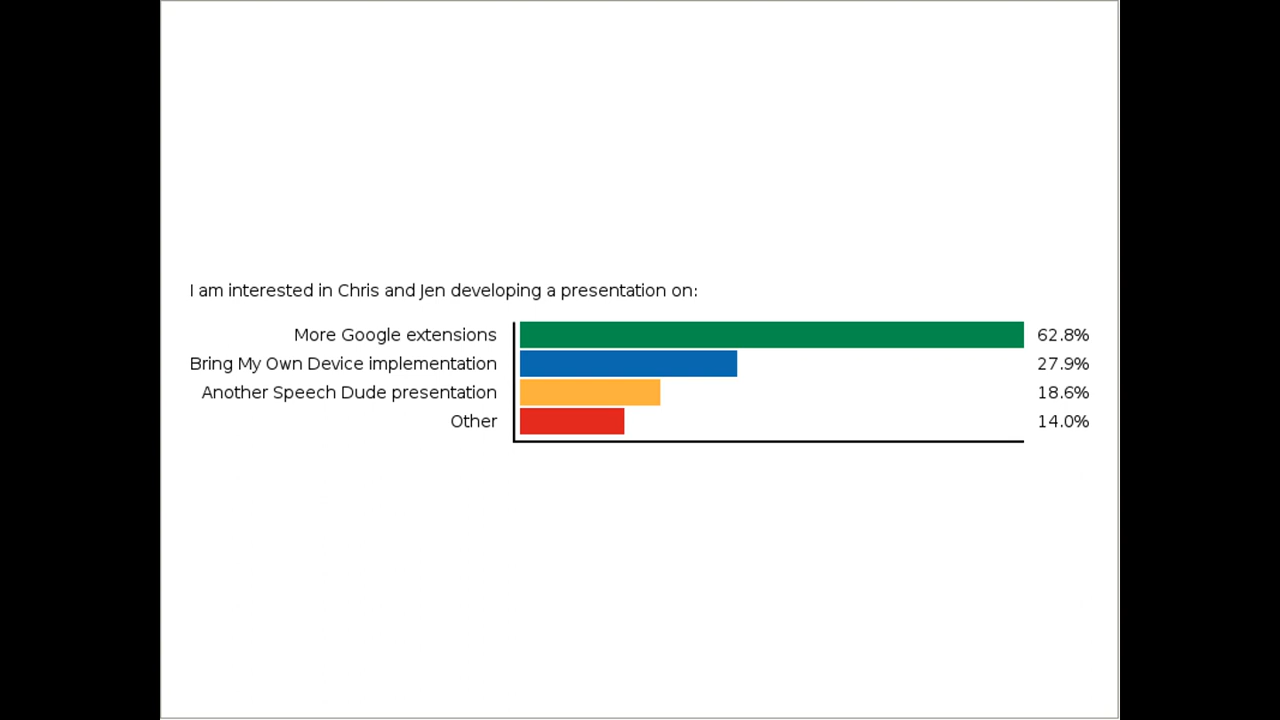 I am interested in Chris and Jen developing a presentation on:
More Google extensions 62.8%
Bring My Own Device implementation 27.9%
Another Speech Dude presentation 18.6%
Other 14.0%